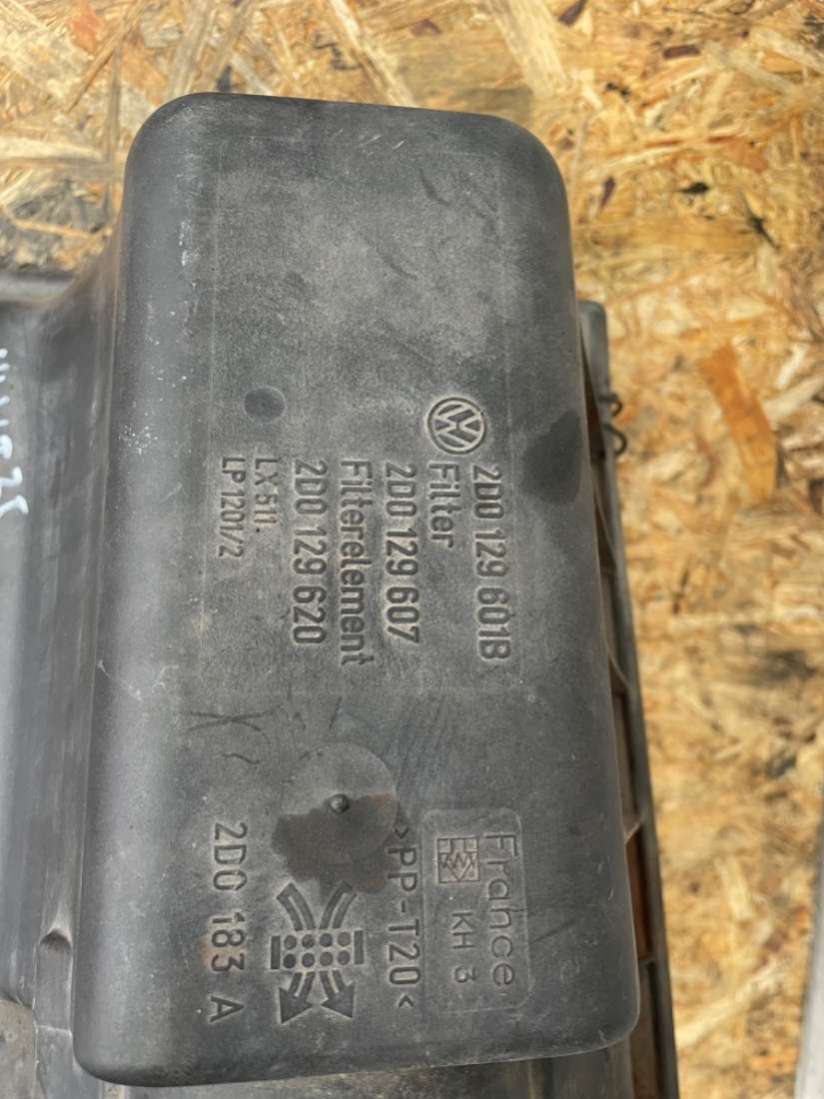 2D0 129 601B
Filter
2D0 129 607
Filterelement
2D0 129 620
LX 511.
LP 1201/2
France
KH 3
>PP-T20<
2D0 183 A